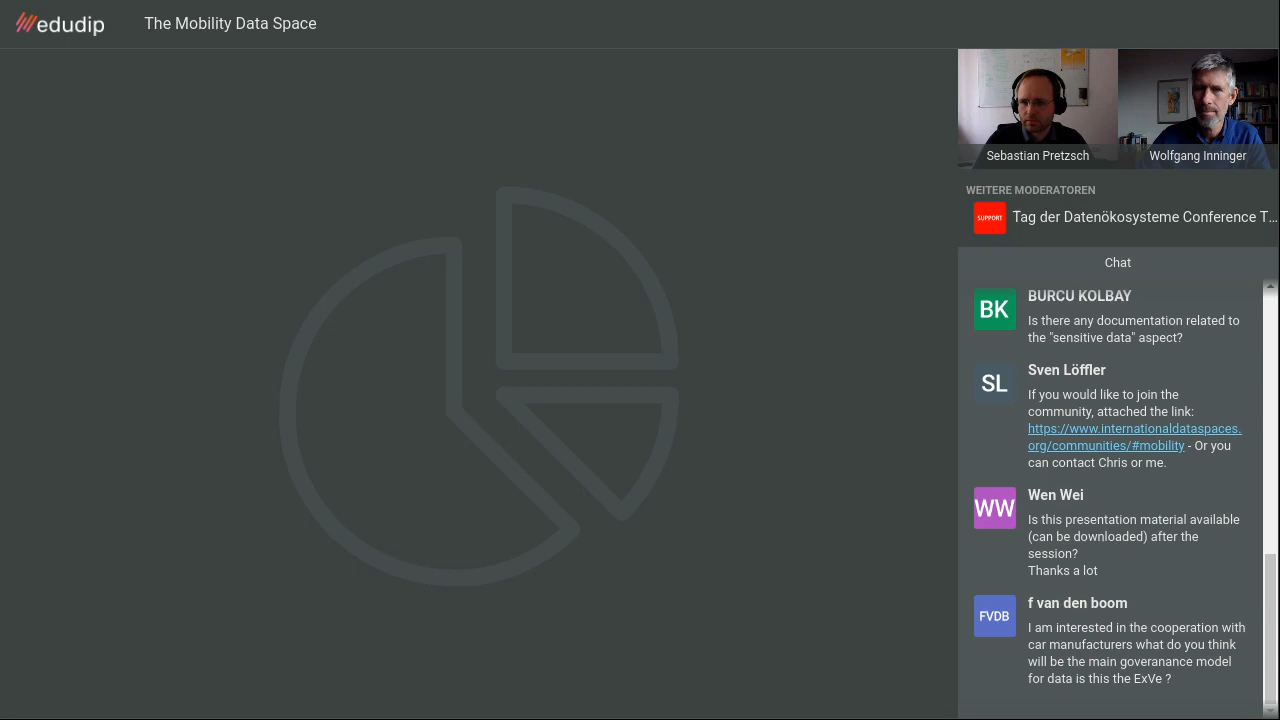 edudip
The Mobility Data Space
Sebastian Pretzsch
Wolfgang Inninger
WEITERE MODERATOREN
SUPPORT
Tag der Datenökosysteme Conference T...
Chat
BK
BURCU KOLBAY
Is there any documentation related to
the "sensitive data" aspect?
SL
Sven Löffler
If you would like to join the
community, attached the link:
https://www.internationaldataspaces.
org/communities/#mobility - Or you
can contact Chris or me.
WW
Wen Wei
Is this presentation material available
(can be downloaded) after the
session?
Thanks a lot
FVDB
f van den boom
I am interested in the cooperation with
car manufacturers what do you think
will be the main goveranance model
for data is this the ExVe ?